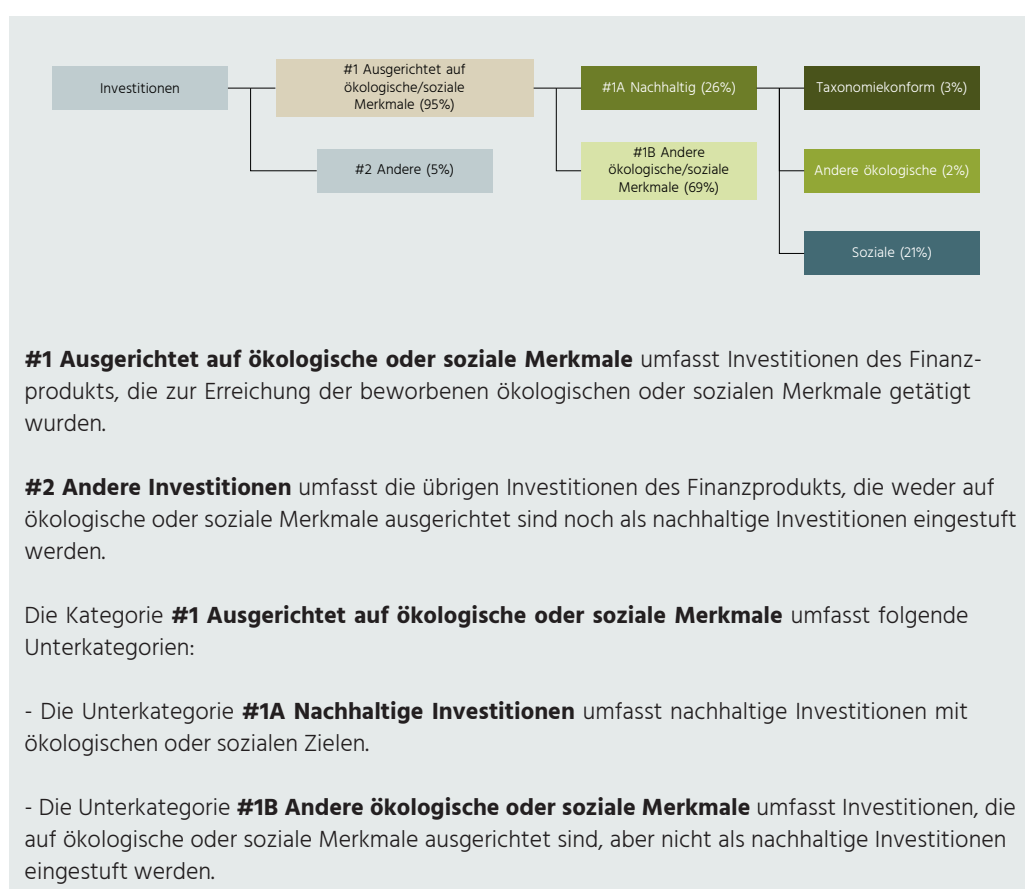 Investitionen
#1 Ausgerichtet auf
ökologische/soziale
Merkmale (95%)
#1A Nachhaltig (26%)
Taxonomiekonform (3%)
#2 Andere (5%)
#1B Andere
ökologische/soziale
Merkmale (69%)
Andere ökologische (2%)
Soziale (21%)
#1 Ausgerichtet auf ökologische oder soziale Merkmale umfasst Investitionen des Finanz-
produkts, die zur Erreichung der beworbenen ökologischen oder sozialen Merkmale getätigt
wurden.
#2 Andere Investitionen umfasst die übrigen Investitionen des Finanzprodukts, die weder auf
ökologische oder soziale Merkmale ausgerichtet sind noch als nachhaltige Investitionen eingestuft
werden.
Die Kategorie #1 Ausgerichtet auf ökologische oder soziale Merkmale umfasst folgende
Unterkategorien:
- Die Unterkategorie #1A Nachhaltige Investitionen umfasst nachhaltige Investitionen mit
ökologischen oder sozialen Zielen.
- Die Unterkategorie #1B Andere ökologische oder soziale Merkmale umfasst Investitionen, die
auf ökologische oder soziale Merkmale ausgerichtet sind, aber nicht als nachhaltige Investitionen
eingestuft werden.